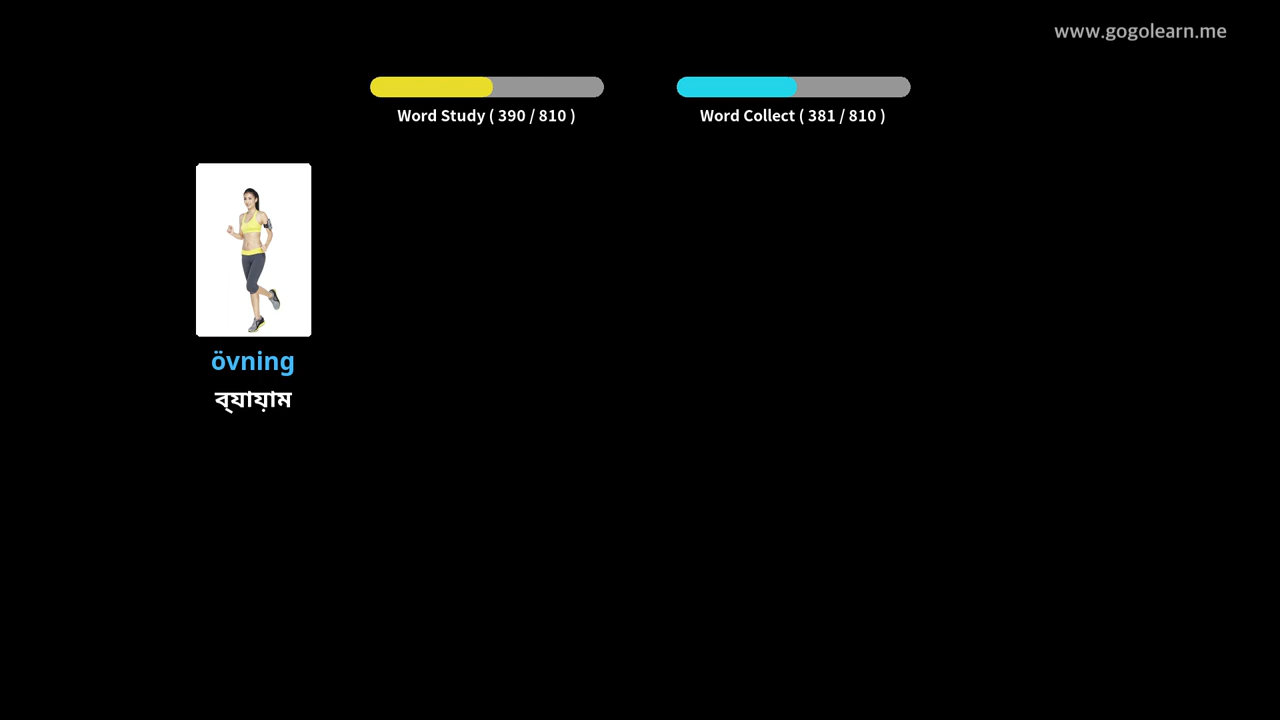 www.gogolearn.me
Word Study ( 390 / 810 )
Word Collect ( 381 / 810 )
övning
ব্যায়াম